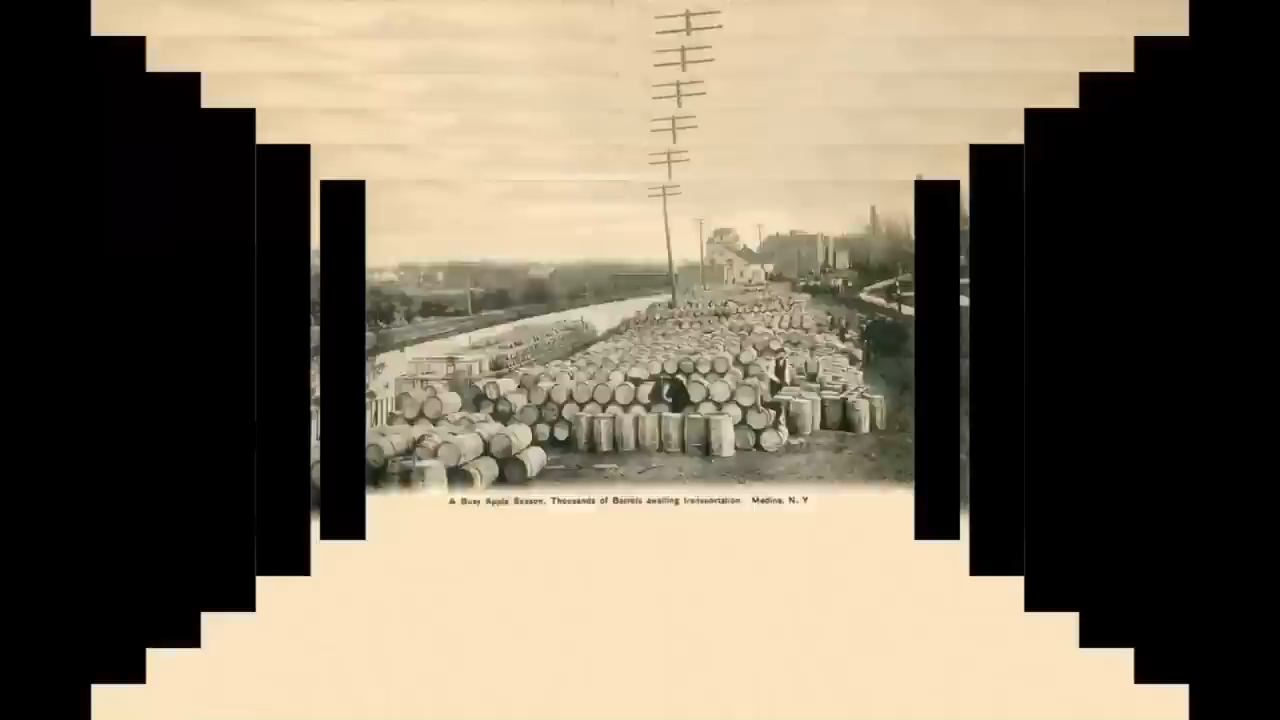 A Busy Apple Season. Thousands of Barrels awaiting transportation Medina, N. Y